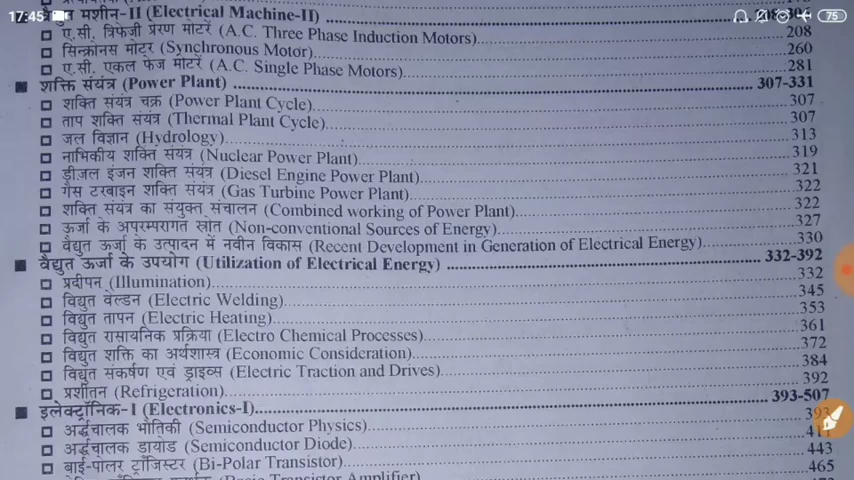 17:45
75
वैद्युत मशीन-II (Electrical Machine-II)
ए.सी. त्रिफेजी प्रेरण मोटरें (A.C. Three Phase Induction Motors) 208
सिन्क्रोनस मोटर (Synchronous Motor) 260
ए.सी. एकल फेज मोटरें (A.C. Single Phase Motors) 281
शक्ति संयंत्र (Power Plant) 307-331
शक्ति संयंत्र चक्र (Power Plant Cycle) 307
ताप शक्ति संयंत्र (Thermal Plant Cycle) 307
जल विज्ञान (Hydrology) 313
नाभिकीय शक्ति संयंत्र (Nuclear Power Plant) 319
डीज़ल इंजन शक्ति संयंत्र (Diesel Engine Power Plant) 321
गैस टरबाइन शक्ति संयंत्र (Gas Turbine Power Plant) 322
शक्ति संयंत्र का संयुक्त संचालन (Combined working of Power Plant) 322
ऊर्जा के अपरम्परागत स्रोत (Non-conventional Sources of Energy) 327
वैद्युत ऊर्जा के उत्पादन में नवीन विकास (Recent Development in Generation of Electrical Energy) 330
वैद्युत ऊर्जा के उपयोग (Utilization of Electrical Energy) 332-392
प्रदीपन (Illumination) 332
विद्युत वेल्डन (Electric Welding) 345
विद्युत तापन (Electric Heating) 353
विद्युत रासायनिक प्रक्रिया (Electro Chemical Processes) 361
विद्युत शक्ति का अर्थशास्त्र (Economic Consideration) 372
विद्युत संकर्षण एवं ड्राइव्स (Electric Traction and Drives) 384
प्रशीतन (Refrigeration) 392
इलेक्ट्रॉनिक-I (Electronics-I) 393-507
अर्द्धचालक भौतिकी (Semiconductor Physics) 393
अर्द्धचालक डायोड (Semiconductor Diode)
बाई-पोलर ट्रॉंजिस्टर (Bi-Polar Transistor) 443
Transistor Amplifier) 465